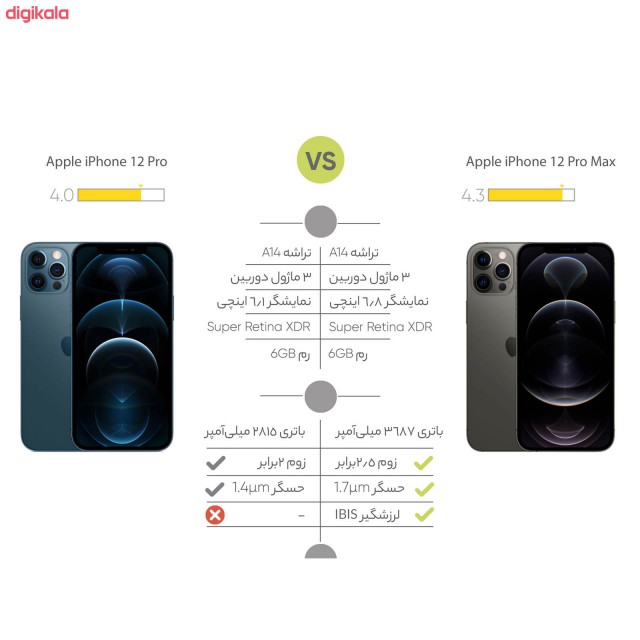 digikala
Apple iPhone 12 Pro
VS
Apple iPhone 12 Pro Max
4.0
4.3
تراشه A14
تراشه A14
۳ ماژول دوربین
۳ ماژول دوربین
نمایشگر ۶٫۱ اینچی
نمایشگر ۶٫۸ اینچی
Super Retina XDR
Super Retina XDR
رم 6GB
رم 6GB
باتری ۲۸۱۵ میلی‌آمپر
باتری ۳۶۸۷ میلی‌آمپر
زوم ۲برابر
زوم ۲٫۵برابر
حسگر 1.4µm
حسگر 1.7µm
–
لرزشگیر IBIS